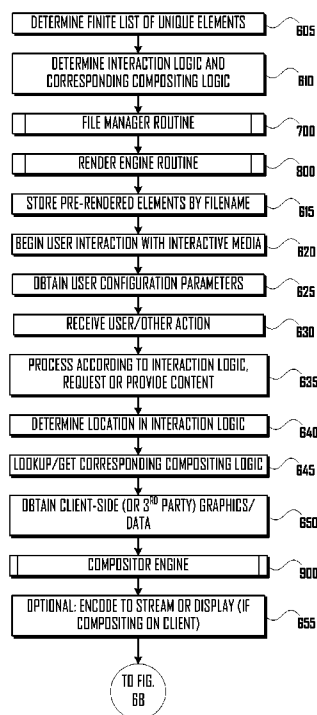 DETERMINE FINITE LIST OF UNIQUE ELEMENTS
605
DETERMINE INTERACTION LOGIC AND
CORRESPONDING COMPOSITING LOGIC
610
FILE MANAGER ROUTINE
700
RENDER ENGINE ROUTINE
800
STORE PRE-RENDERED ELEMENTS BY FILENAME
615
BEGIN USER INTERACTION WITH INTERACTIVE MEDIA
620
OBTAIN USER CONFIGURATION PARAMETERS
625
RECEIVE USER/OTHER ACTION
630
PROCESS ACCORDING TO INTERACTION LOGIC,
REQUEST OR PROVIDE CONTENT
635
DETERMINE LOCATION IN INTERACTION LOGIC
640
LOOKUP/GET CORRESPONDING COMPOSITING LOGIC
645
OBTAIN CLIENT-SIDE (OR 3RD PARTY) GRAPHICS/
DATA
650
COMPOSITOR ENGINE
900
OPTIONAL: ENCODE TO STREAM OR DISPLAY (IF
COMPOSITING ON CLIENT)
655
TO FIG.
6B